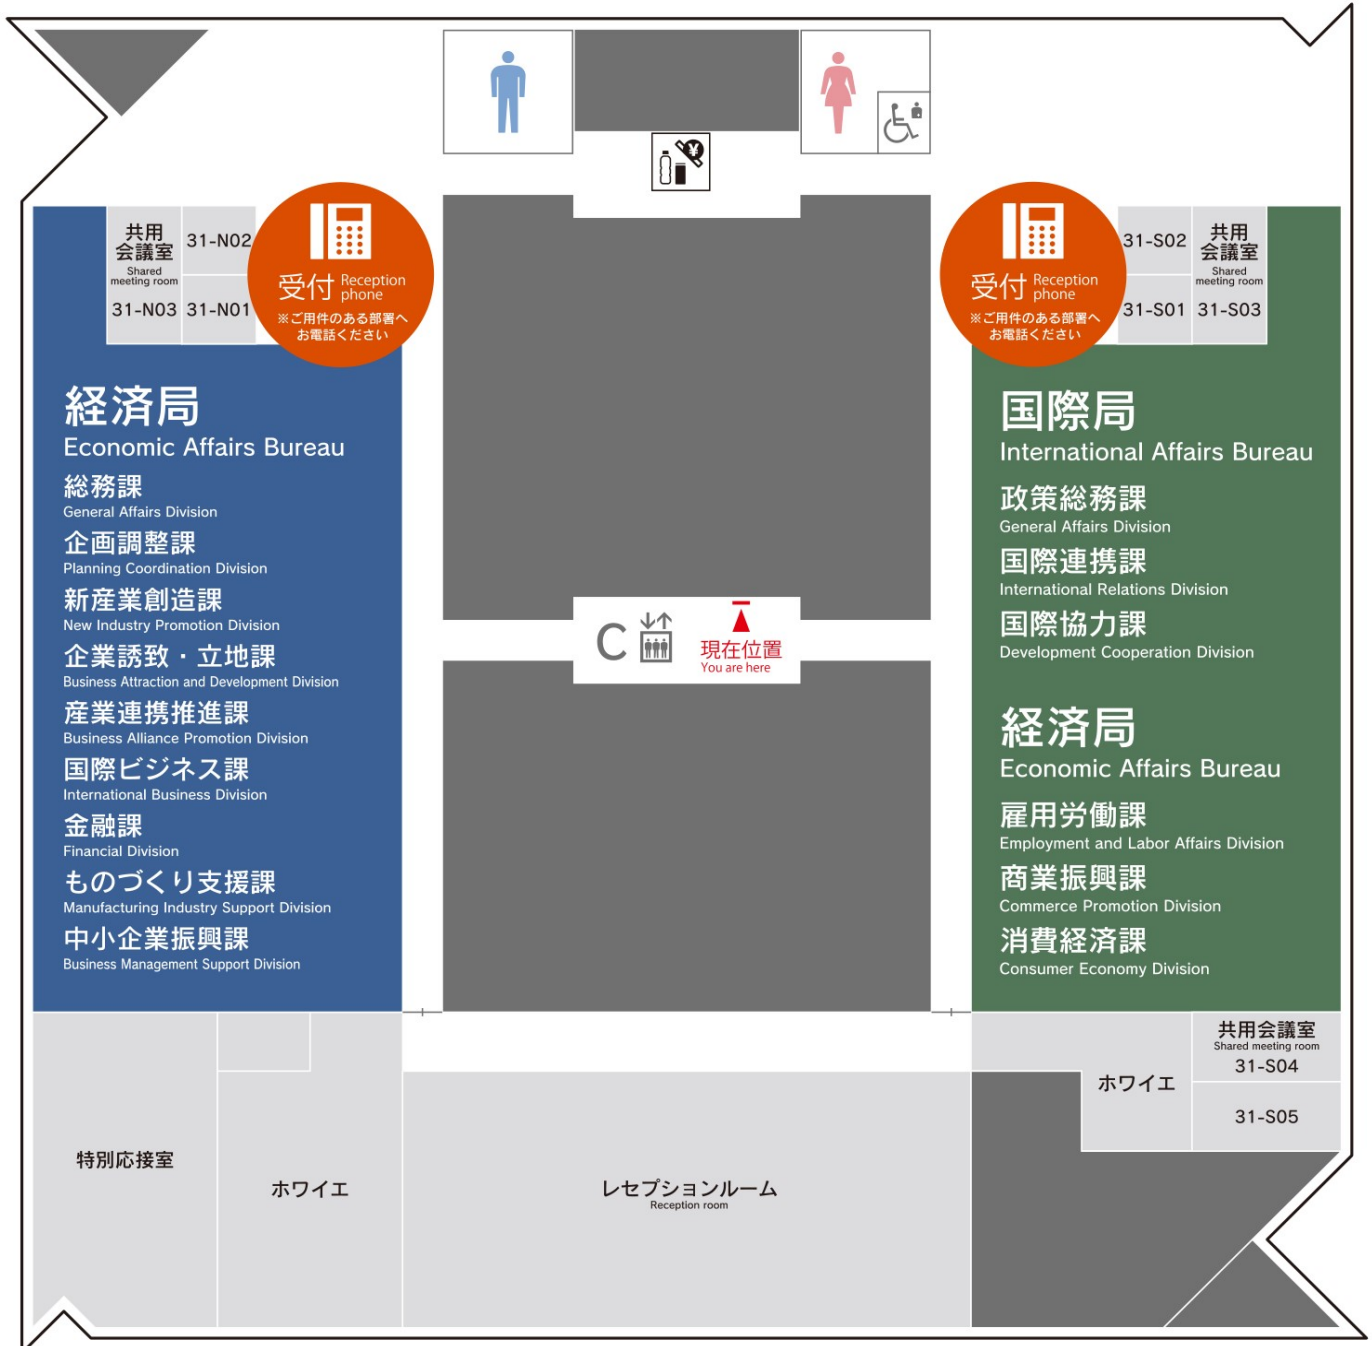 共用
会議室
Shared
meeting room
31-N03
31-N02
31-N01
受付 Reception
phone
※ご用件のある部署へ
お電話ください
¥
受付 Reception
phone
※ご用件のある部署へ
お電話ください
31-S02
31-S01
共用
会議室
Shared
meeting room
31-S03
経済局
Economic Affairs Bureau
総務課
General Affairs Division
企画調整課
Planning Coordination Division
新産業創造課
New Industry Promotion Division
企業誘致・立地課
Business Attraction and Development Division
産業連携推進課
Business Alliance Promotion Division
国際ビジネス課
International Business Division
金融課
Financial Division
ものづくり支援課
Manufacturing Industry Support Division
中小企業振興課
Business Management Support Division
C
現在位置
You are here
国際局
International Affairs Bureau
政策総務課
General Affairs Division
国際連携課
International Relations Division
国際協力課
Development Cooperation Division
経済局
Economic Affairs Bureau
雇用労働課
Employment and Labor Affairs Division
商業振興課
Commerce Promotion Division
消費経済課
Consumer Economy Division
特別応接室
ホワイエ
レセプションルーム
Reception room
ホワイエ
共用会議室
Shared meeting room
31-S04
31-S05